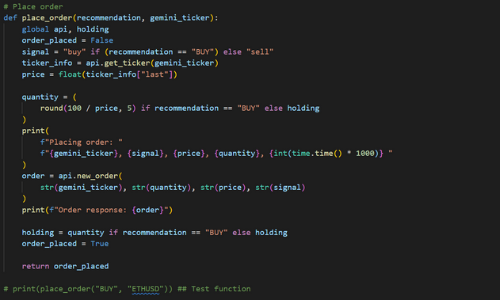 # Place order
def place_order(recommendation, gemini_ticker):
    global api, holding
    order_placed = False
    signal = "buy" if (recommendation == "BUY") else "sell"
    ticker_info = api.get_ticker(gemini_ticker)
    price = float(ticker_info["last"])

    quantity = (
        round(100 / price, 5) if recommendation == "BUY" else holding
    )
    print(
        f"Placing order: "
        f"{gemini_ticker}, {signal}, {price}, {quantity}, {int(time.time() * 1000)} "
    )
    order = api.new_order(
        str(gemini_ticker), str(quantity), str(price), str(signal)
    )
    print(f"Order response: {order}")

    holding = quantity if recommendation == "BUY" else holding
    order_placed = True

    return order_placed

# print(place_order("BUY", "ETHUSD")) ## Test function